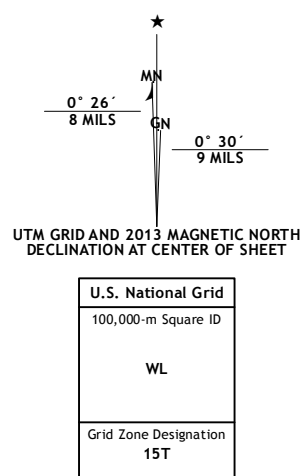 ★
MN
GN
0° 26´
8 MILS
0° 30´
9 MILS
UTM GRID AND 2013 MAGNETIC NORTH
DECLINATION AT CENTER OF SHEET
U.S. National Grid
100,000-m Square ID
WL
Grid Zone Designation
15T